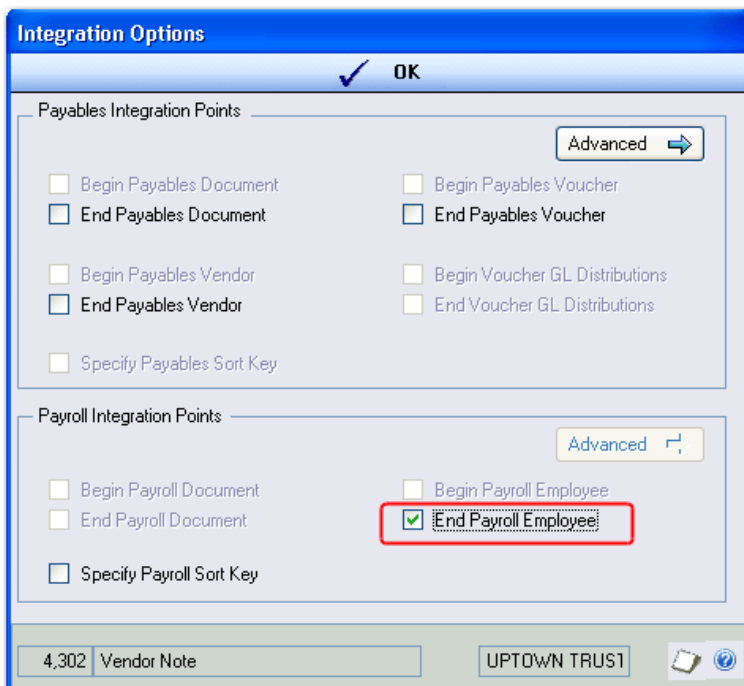 Integration Options
OK
Payables Integration Points
Advanced
Begin Payables Document
Begin Payables Voucher
End Payables Document
End Payables Voucher
Begin Payables Vendor
Begin Voucher GL Distributions
End Payables Vendor
End Voucher GL Distributions
Specify Payables Sort Key
Payroll Integration Points
Advanced
Begin Payroll Document
Begin Payroll Employee
End Payroll Document
End Payroll Employee
Specify Payroll Sort Key
4,302 Vendor Note UPTOWN TRUST